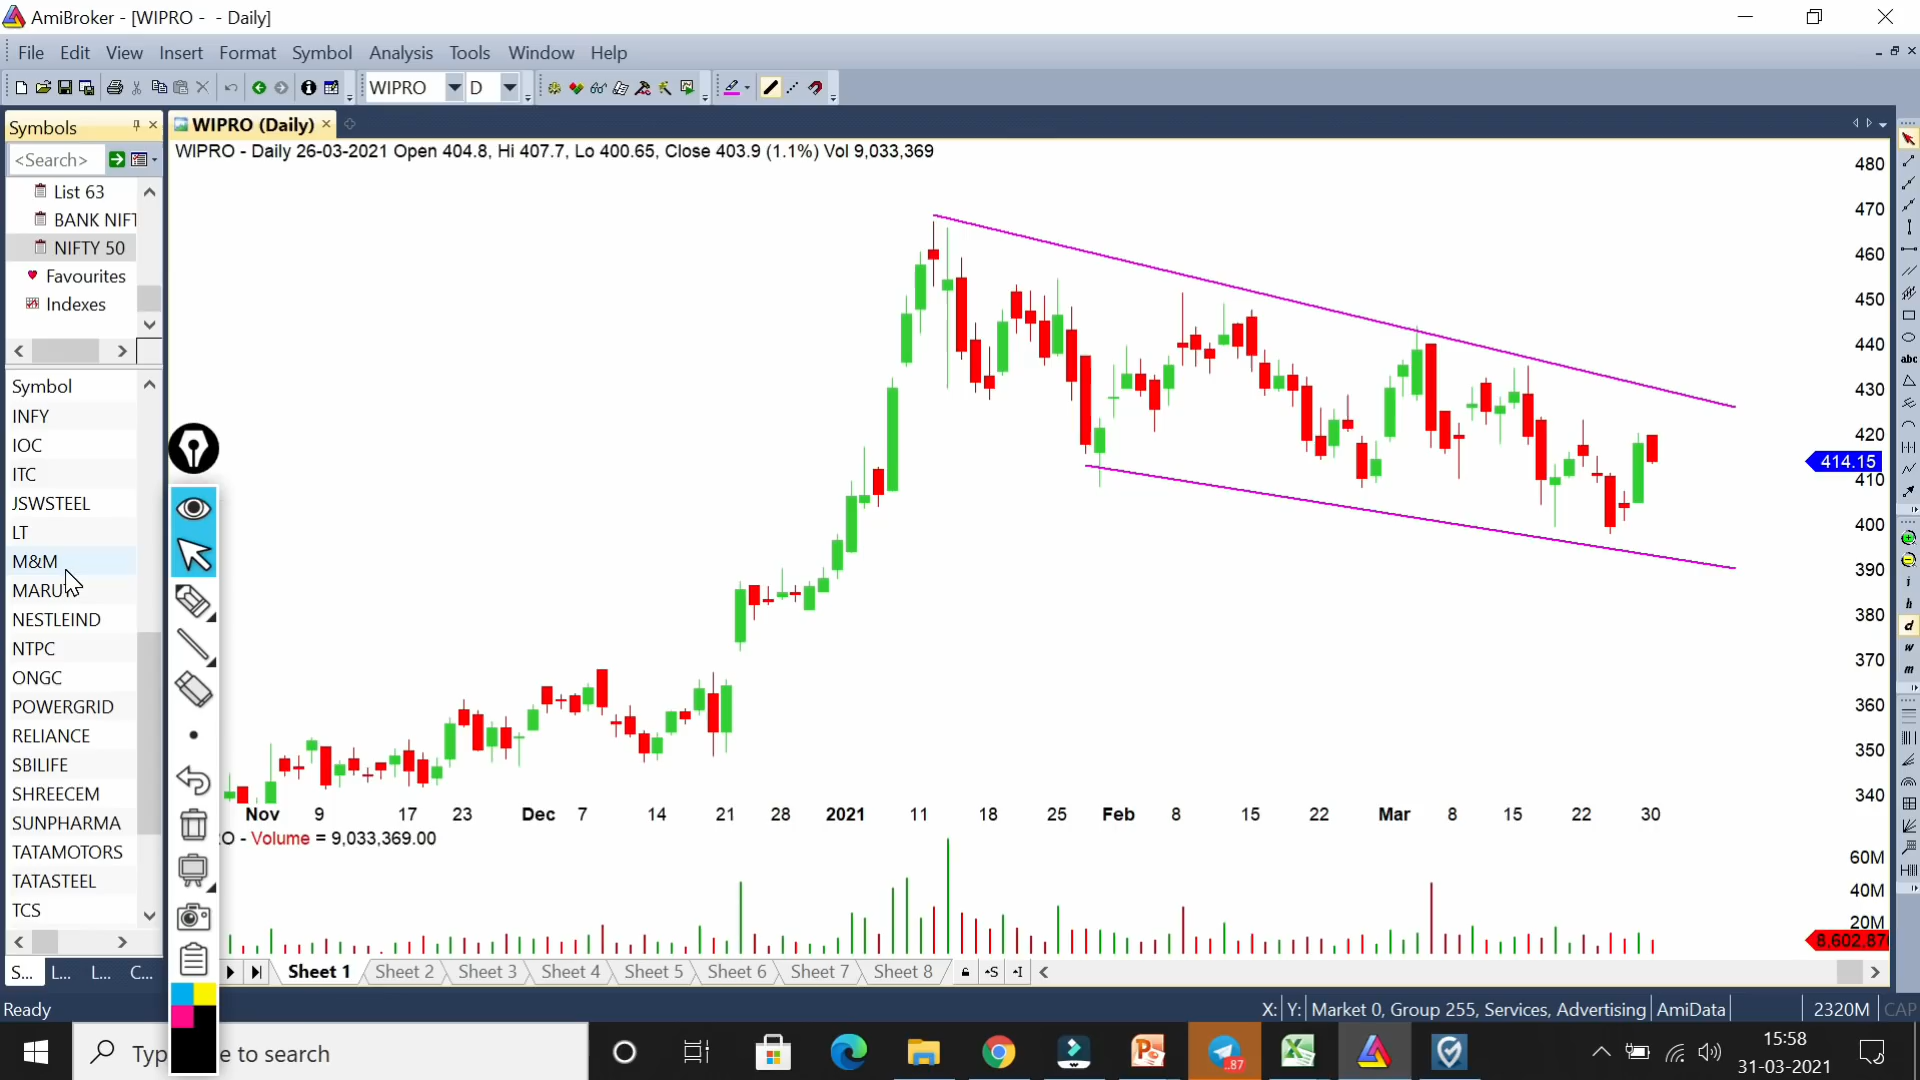 AmiBroker - [WIPRO -  - Daily]
File Edit View Insert Format Symbol Analysis Tools Window Help
WIPRO D
Symbols
WIPRO (Daily)
<Search>
WIPRO - Daily 26-03-2021 Open 404.8, Hi 407.7, Lo 400.65, Close 403.9 (1.1%) Vol 9,033,369
List 63
BANK NIFT
NIFTY 50
Favourites
Indexes
Symbol
INFY
IOC
ITC
JSWSTEEL
LT
M&M
NESTLEIND
NTPC
ONGC
POWERGRID
RELIANCE
SBILIFE
SHREECEM
SUNPHARMA
TATAMOTORS
TATASTEEL
TCS
S... L... L... C...
480
470
460
450
440
430
420
414.15
410
400
390
380
370
360
350
340
abc
i
h
d
w
m
Nov 9 17 23 Dec 7 14 21 28 2021 11 18 25 Feb 8 15 22 Mar 8 15 22 30
O - Volume = 9,033,369.00
60M
40M
20M
8,602,87
Sheet 1 Sheet 2 Sheet 3 Sheet 4 Sheet 5 Sheet 6 Sheet 7 Sheet 8
Ready
X: Y: Market 0, Group 255, Services, Advertising AmiData 2320M CAP
Typ e to search
..87
15:58
31-03-2021